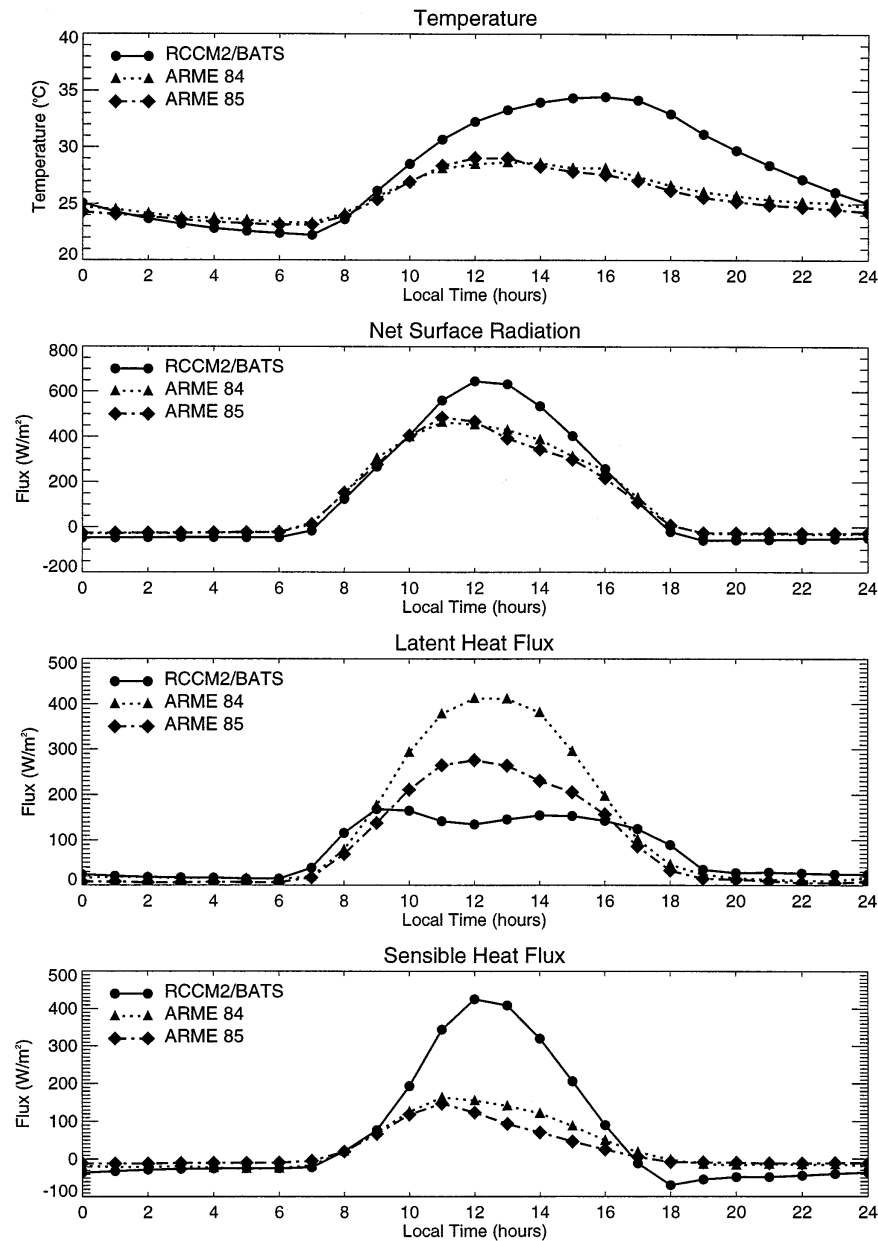 Temperature
40
35
30
25
20
Temperature (°C)
RCCM2/BATS
ARME 84
ARME 85
0 2 4 6 8 10 12 14 16 18 20 22 24
Local Time (hours)
Net Surface Radiation
800
600
400
200
0
-200
Flux (W/m²)
RCCM2/BATS
ARME 84
ARME 85
0 2 4 6 8 10 12 14 16 18 20 22 24
Local Time (hours)
Latent Heat Flux
500
400
300
200
100
0
Flux (W/m²)
RCCM2/BATS
ARME 84
ARME 85
0 2 4 6 8 10 12 14 16 18 20 22 24
Local Time (hours)
Sensible Heat Flux
500
400
300
200
100
0
-100
Flux (W/m²)
RCCM2/BATS
ARME 84
ARME 85
0 2 4 6 8 10 12 14 16 18 20 22 24
Local Time (hours)